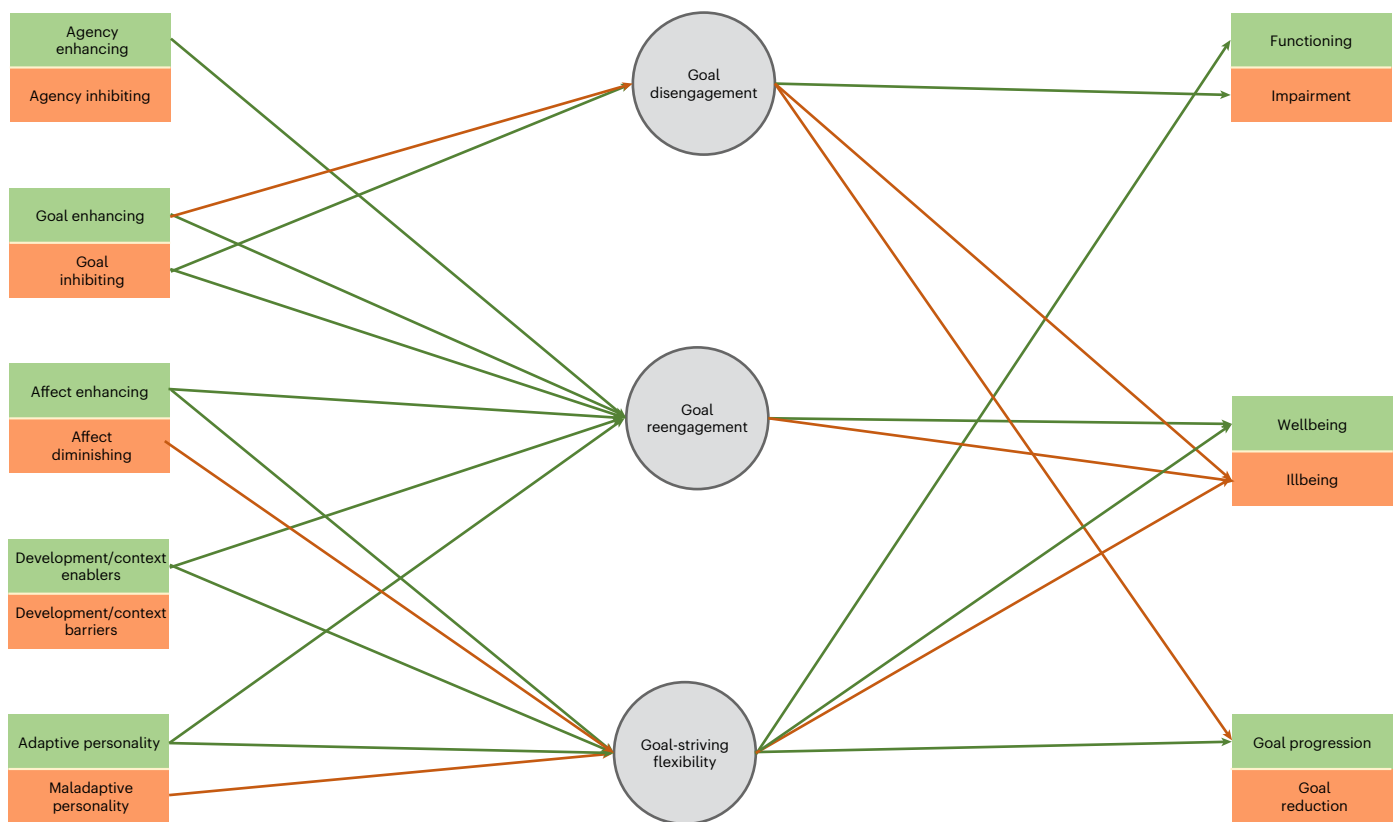 Agency
enhancing
Agency inhibiting
Goal enhancing
Goal
inhibiting
Affect enhancing
Affect
diminishing
Development/context
enablers
Development/context
barriers
Adaptive personality
Maladaptive
personality
Goal
disengagement
Goal
reengagement
Goal-striving
flexibility
Functioning
Impairment
Wellbeing
Illbeing
Goal progression
Goal
reduction